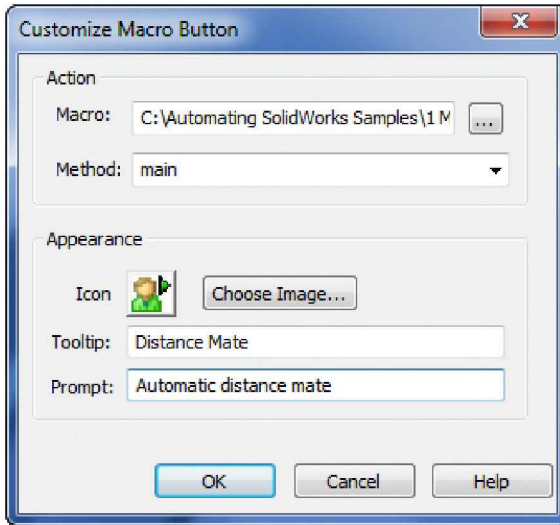 Customize Macro Button
Action
Macro: C:\Automating SolidWorks Samples\1 M ...
Method: main
Appearance
Icon Choose Image...
Tooltip: Distance Mate
Prompt: Automatic distance mate
OK Cancel Help